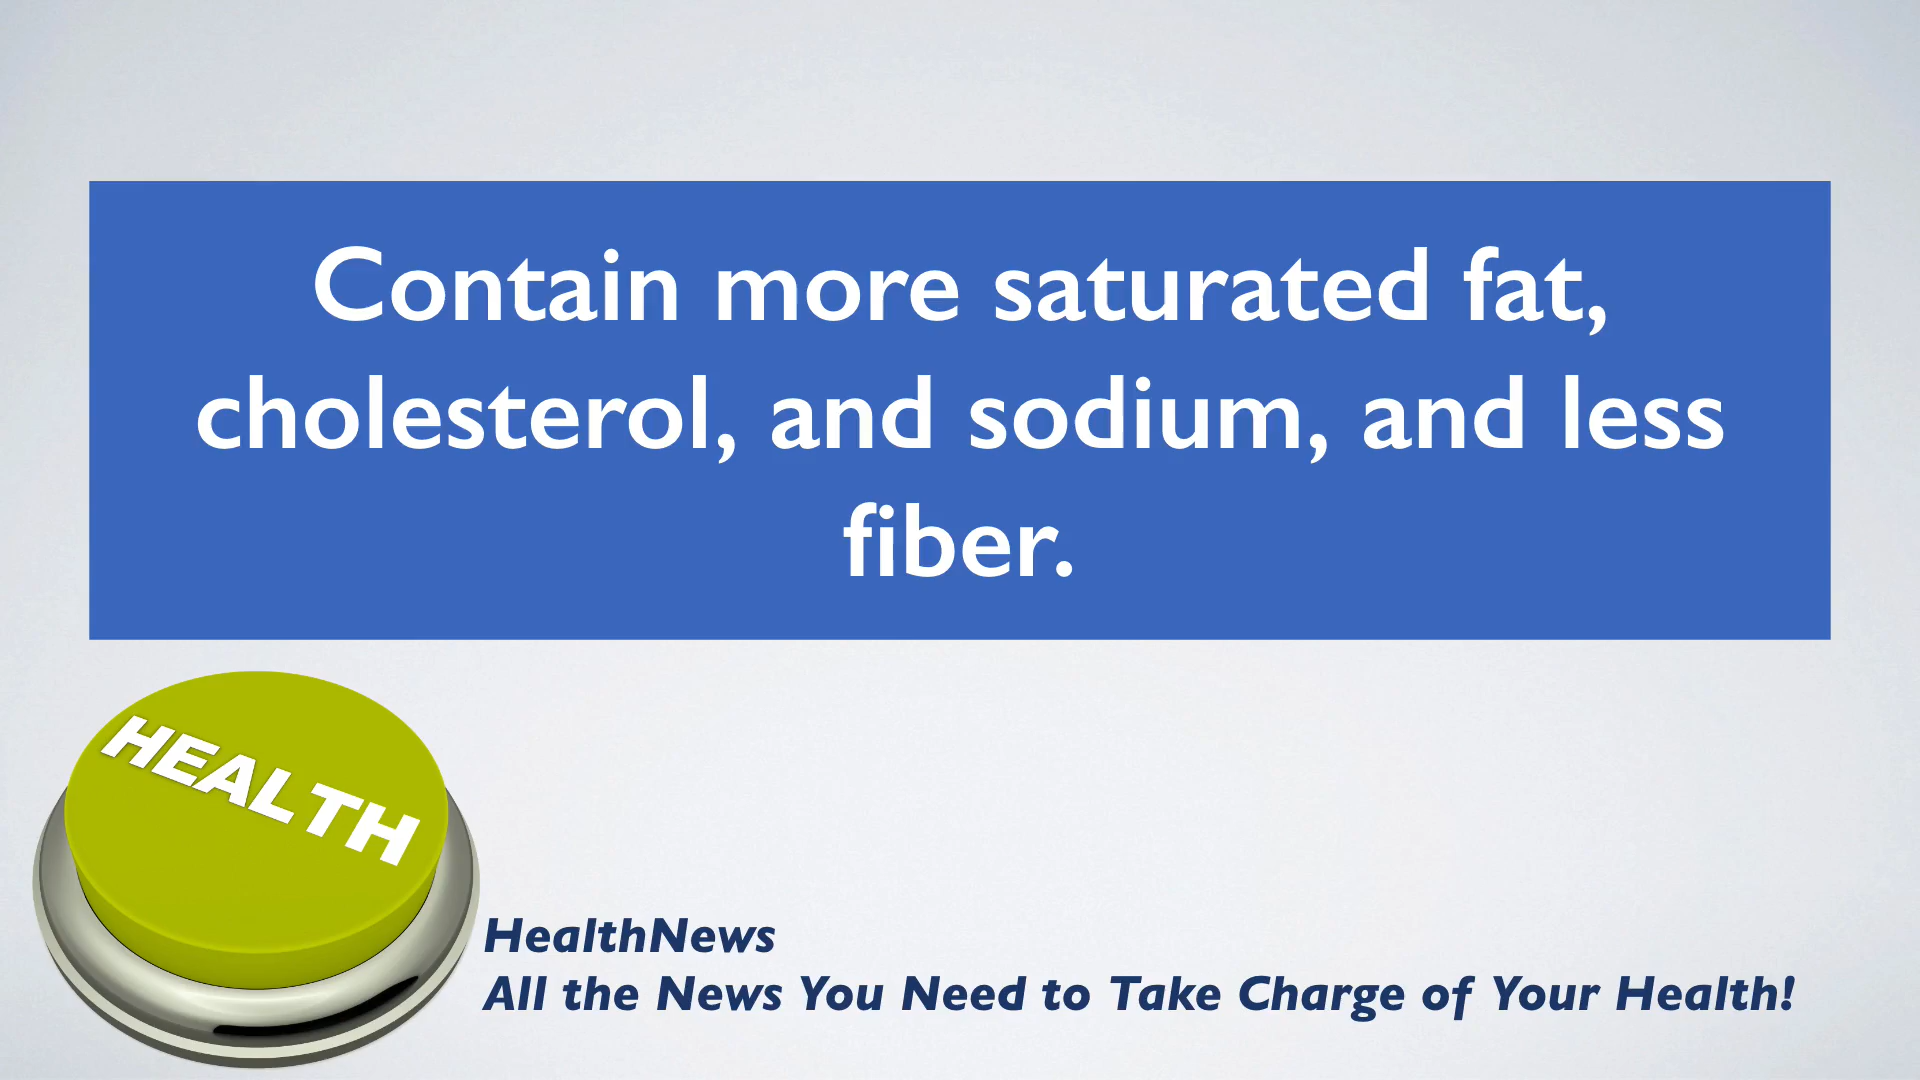 Contain more saturated fat,
cholesterol, and sodium, and less
fiber.
HEALTH
HealthNews
All the News You Need to Take Charge of Your Health!